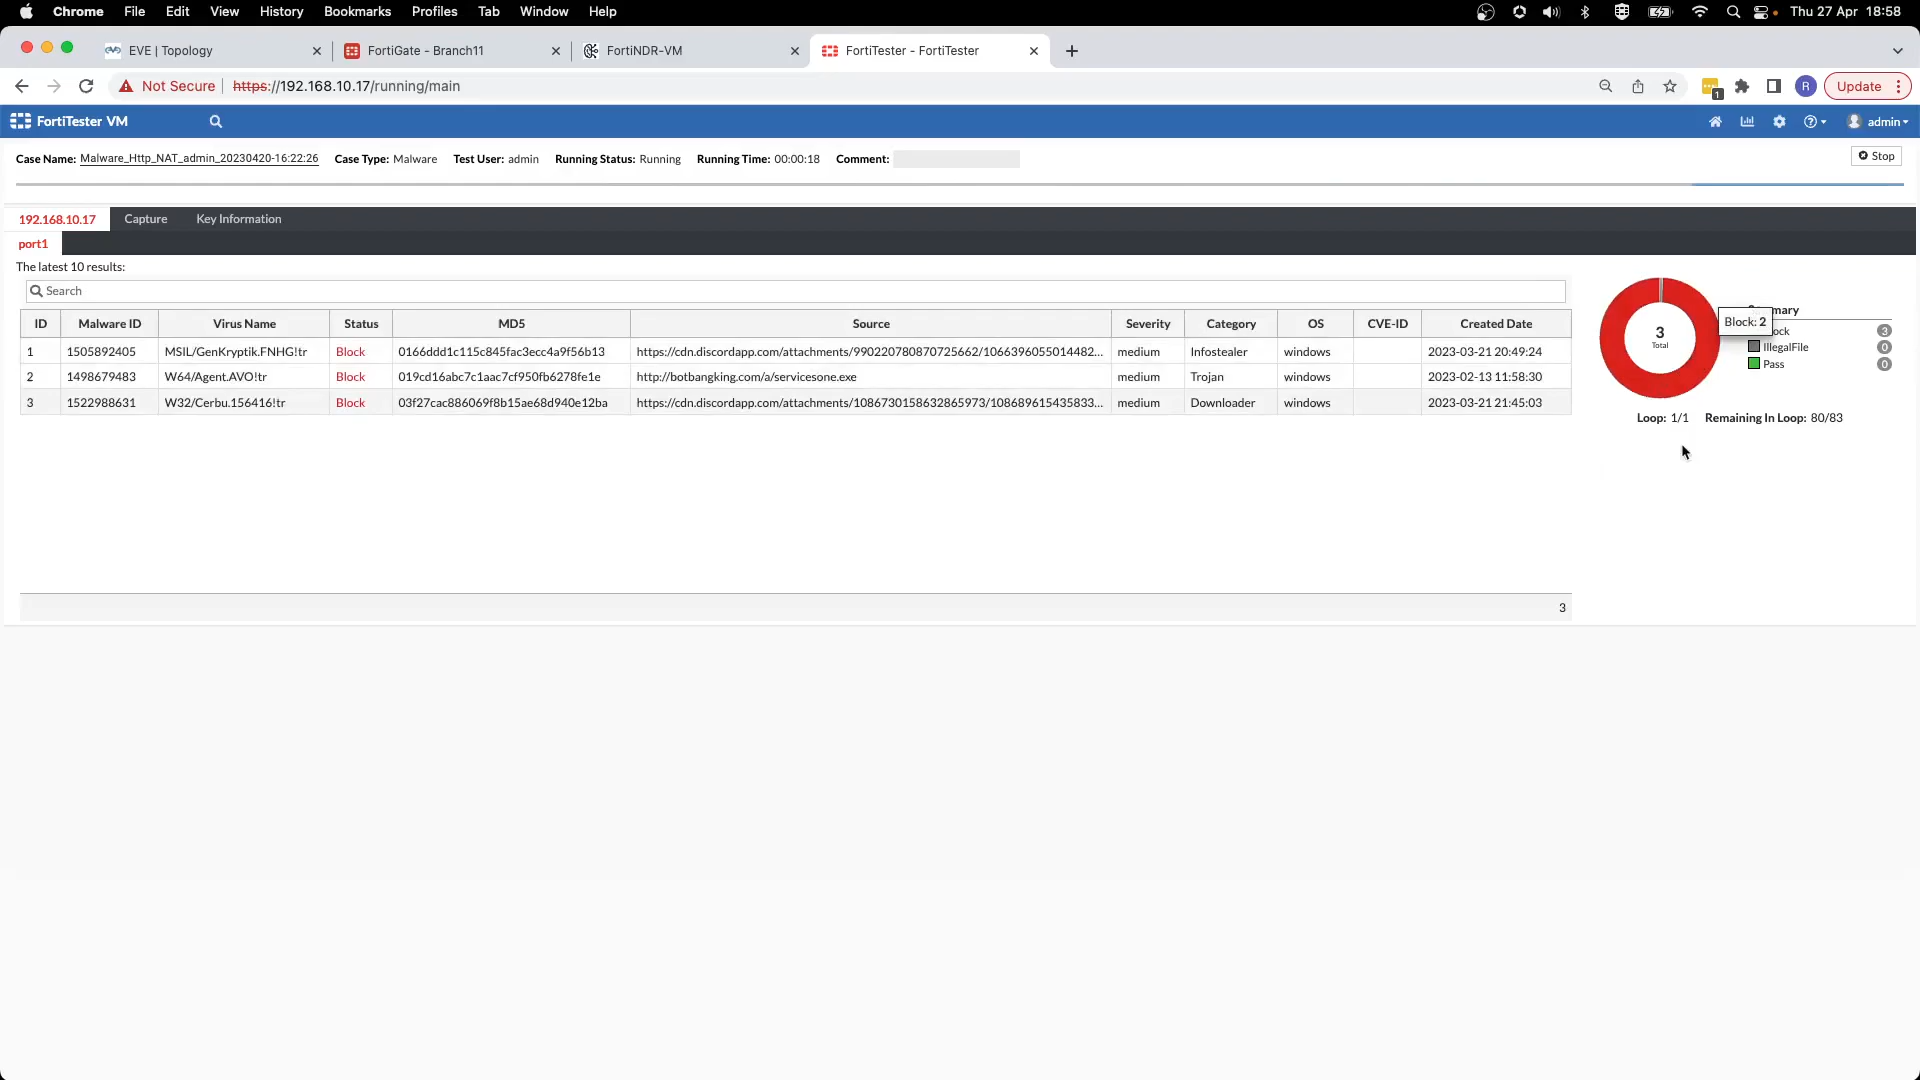 Chrome File Edit View History Bookmarks Profiles Tab Window Help Thu 27 Apr 18:58
EVE | Topology FortiGate - Branch11 FortiNDR-VM FortiTester - FortiTester
Not Secure https://192.168.10.17/running/main 1 R Update
FortiTester VM admin
Case Name: Malware_Http_NAT_admin_20230420-16:22:26 Case Type: Malware Test User: admin Running Status: Running Running Time: 00:00:18 Comment: Stop
192.168.10.17 Capture Key Information
port1
The latest 10 results:
Search
ID Malware ID Virus Name Status MD5 Source Severity Category OS CVE-ID Created Date
1 1505892405 MSIL/GenKryptik.FNHG!tr Block 0166ddd1c115c845fac3ecc4a9f56b13 https://cdn.discordapp.com/attachments/990220780870725662/1066396055014482... medium Infostealer windows 2023-03-21 20:49:24
2 1498679483 W64/Agent.AVO!tr Block 019cd16abc7c1aac7cf950fb6278fe1e http://botbangking.com/a/servicesone.exe medium Trojan windows 2023-02-13 11:58:30
3 1522988631 W32/Cerbu.156416!tr Block 03f27cac886069f8b15ae68d940e12ba https://cdn.discordapp.com/attachments/1086730158632865973/108689615435833... medium Downloader windows 2023-03-21 21:45:03
3
3
Total
Block: 2
mary
ock 3
IllegalFile 0
Pass 0
Loop: 1/1 Remaining In Loop: 80/83